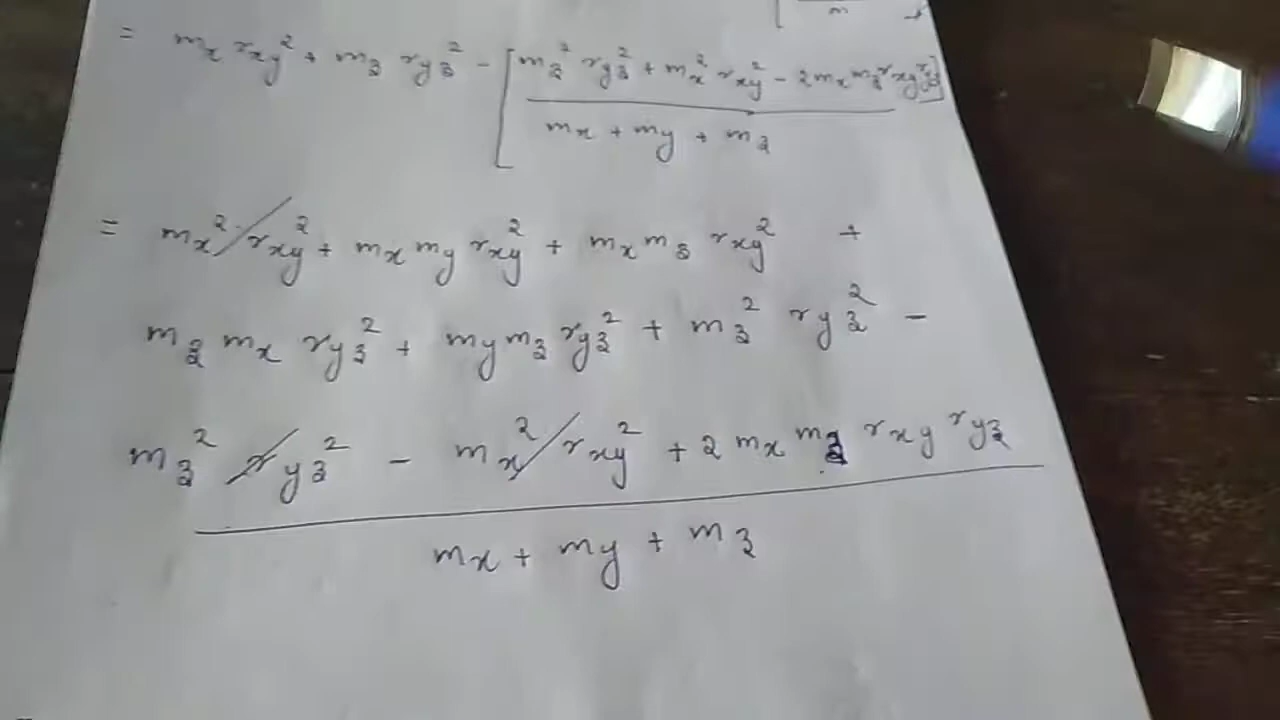 m
= m_x r_xy^2 + m_z r_yz^2 - [m_z^2 r_yz^2 + m_x^2 r_xy^2 - 2 m_x m_z r_xy r_yz]
m_x + m_y + m_z
= m_x^2 r_xy^2 + m_x m_y r_xy^2 + m_x m_z r_xy^2 +
m_z m_x r_yz^2 + m_y m_z r_yz^2 + m_z^2 r_yz^2 -
m_z^2 r_yz^2 - m_x^2 r_xy^2 + 2 m_x m_z r_xy r_yz
m_x + m_y + m_z